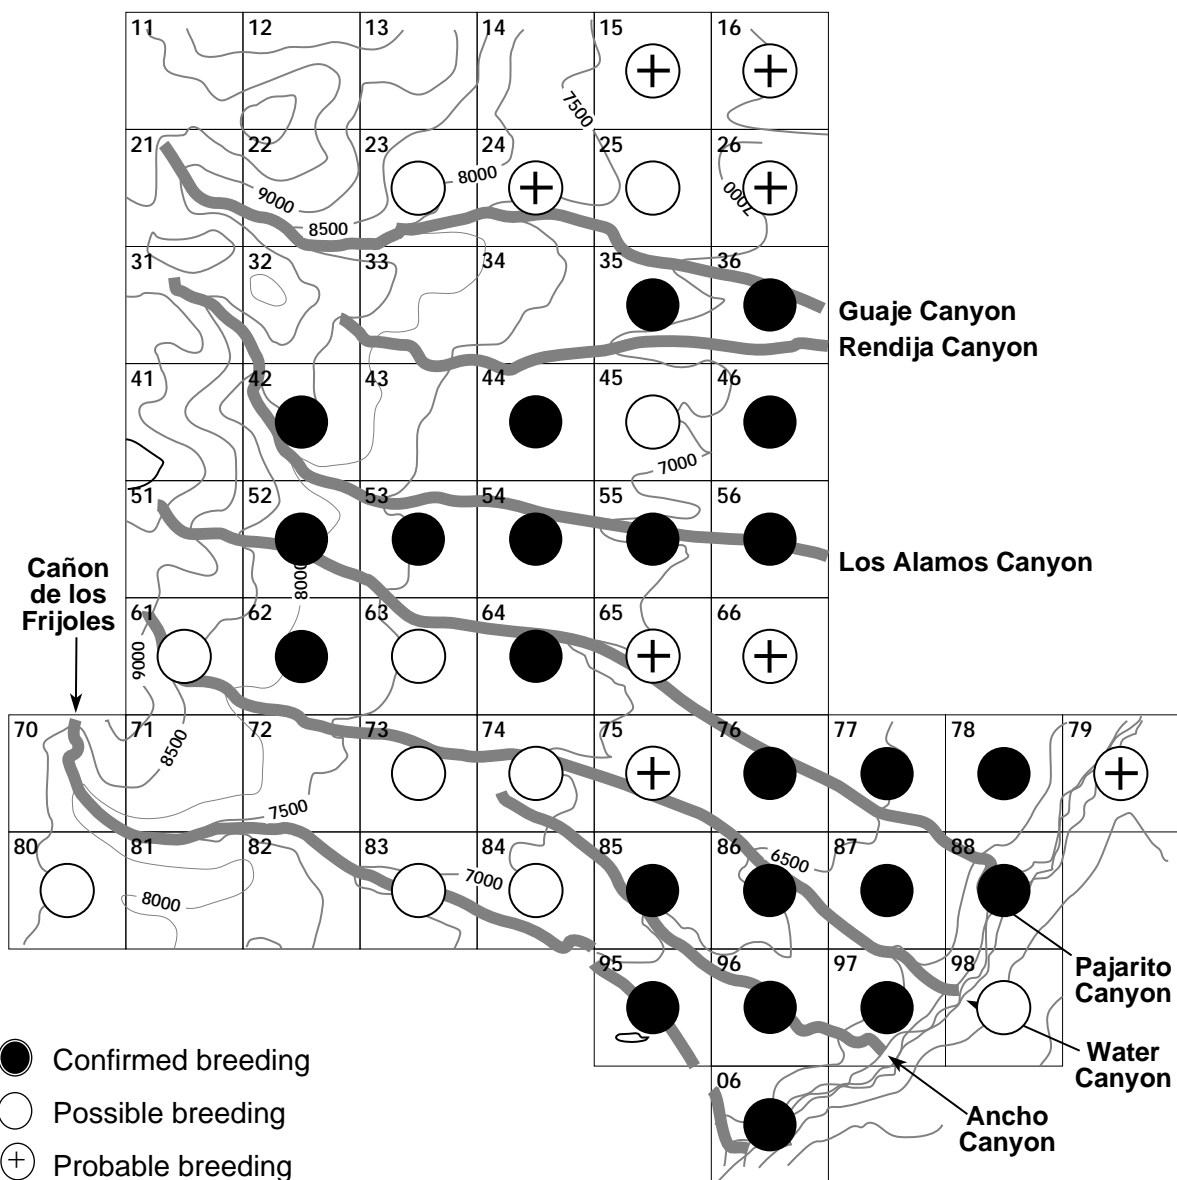 11 12 13 14 15 16
7500
21 22 23 24 25 26
8000
9000
7000
8500
31 32 33 34 35 36
Guaje Canyon
Rendija Canyon
41 42 43 44 45 46
7000
51 52 53 54 55 56
Los Alamos Canyon
Cañon
de los
Frijoles
8000
61 62 63 64 65 66
9000
70 71 72 73 74 75 76 77 78 79
8500
7500
80 81 82 83 84 85 86 87 88
6500
7000
8000
95 96 97 98
Pajarito
Canyon
Water
Canyon
06
Ancho
Canyon
Confirmed breeding
Possible breeding
Probable breeding